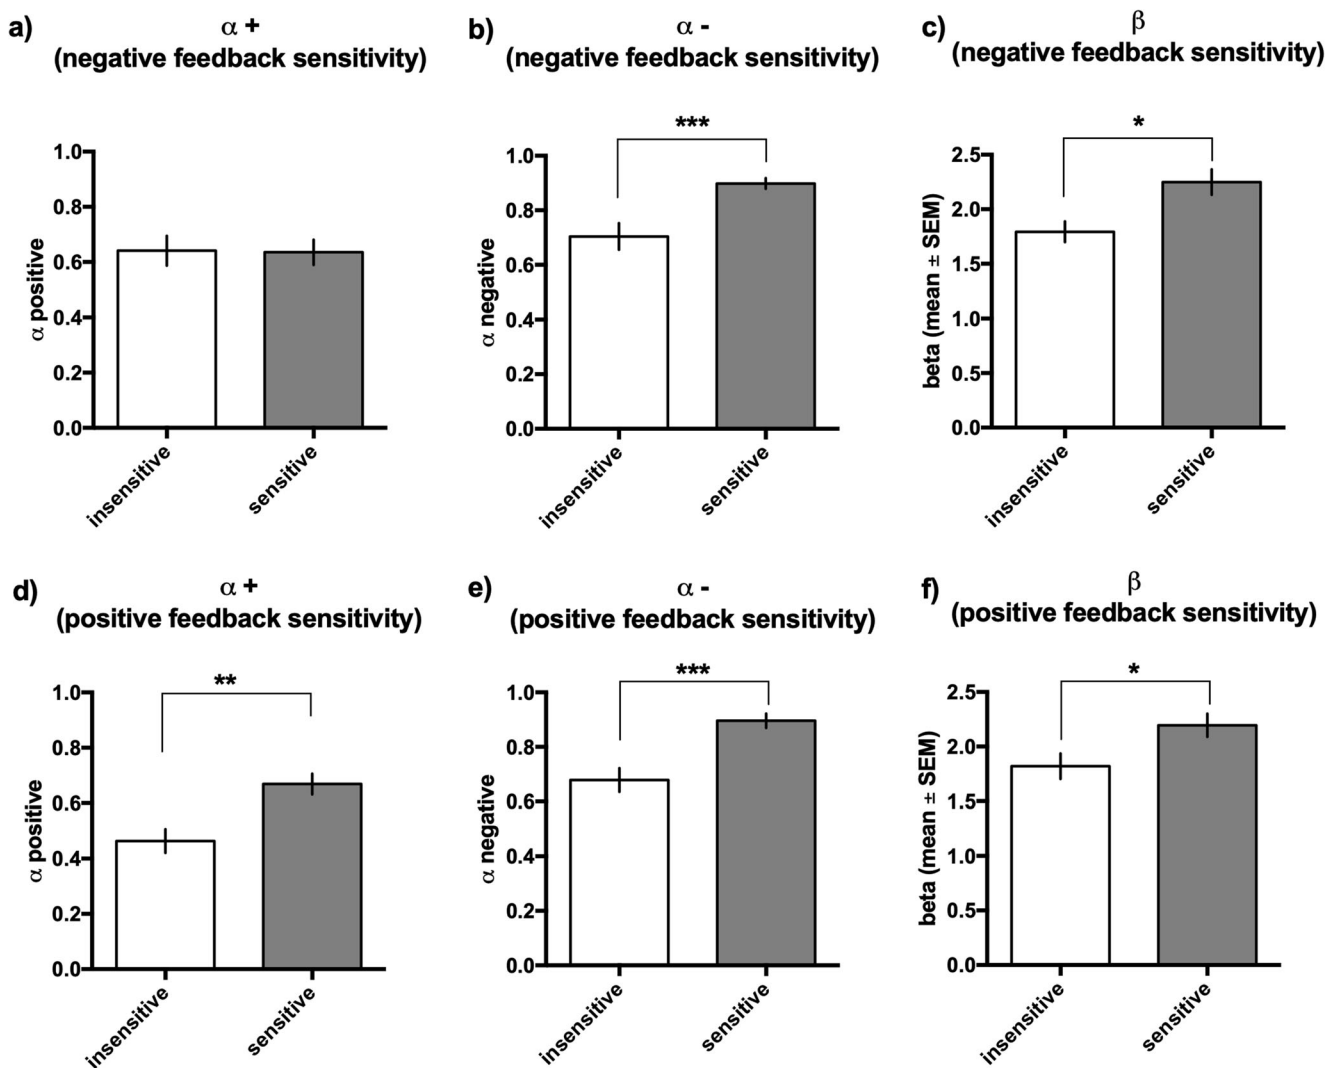 a)
α +
(negative feedback sensitivity)
α positive
1.0
0.8
0.6
0.4
0.2
0.0
insensitive
sensitive
b)
α -
(negative feedback sensitivity)
***
α negative
1.0
0.8
0.6
0.4
0.2
0.0
insensitive
sensitive
c)
β
(negative feedback sensitivity)
*
beta (mean ± SEM)
2.5
2.0
1.5
1.0
0.5
0.0
insensitive
sensitive
d)
α +
(positive feedback sensitivity)
**
α positive
1.0
0.8
0.6
0.4
0.2
0.0
insensitive
sensitive
e)
α -
(positive feedback sensitivity)
***
α negative
1.0
0.8
0.6
0.4
0.2
0.0
insensitive
sensitive
f)
β
(positive feedback sensitivity)
*
beta (mean ± SEM)
2.5
2.0
1.5
1.0
0.5
0.0
insensitive
sensitive